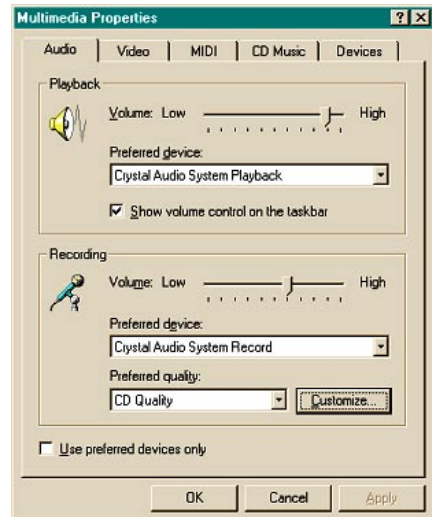 Multimedia Properties
Audio Video MIDI CD Music Devices
Playback
Volume: Low High
Preferred device:
Crystal Audio System Playback
Show volume control on the taskbar
Recording
Volume: Low High
Preferred device:
Crystal Audio System Record
Preferred quality:
CD Quality Customize...
Use preferred devices only
OK Cancel Apply